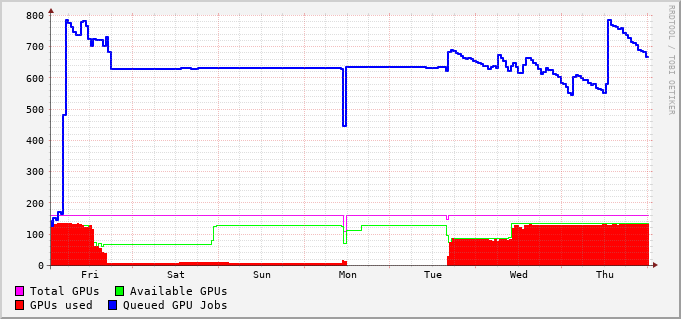 800
700
600
500
400
300
200
100
0
Fri Sat Sun Mon Tue Wed Thu
Total GPUs Available GPUs
GPUs used Queued GPU Jobs
RRDTOOL / TOBI OETIKER